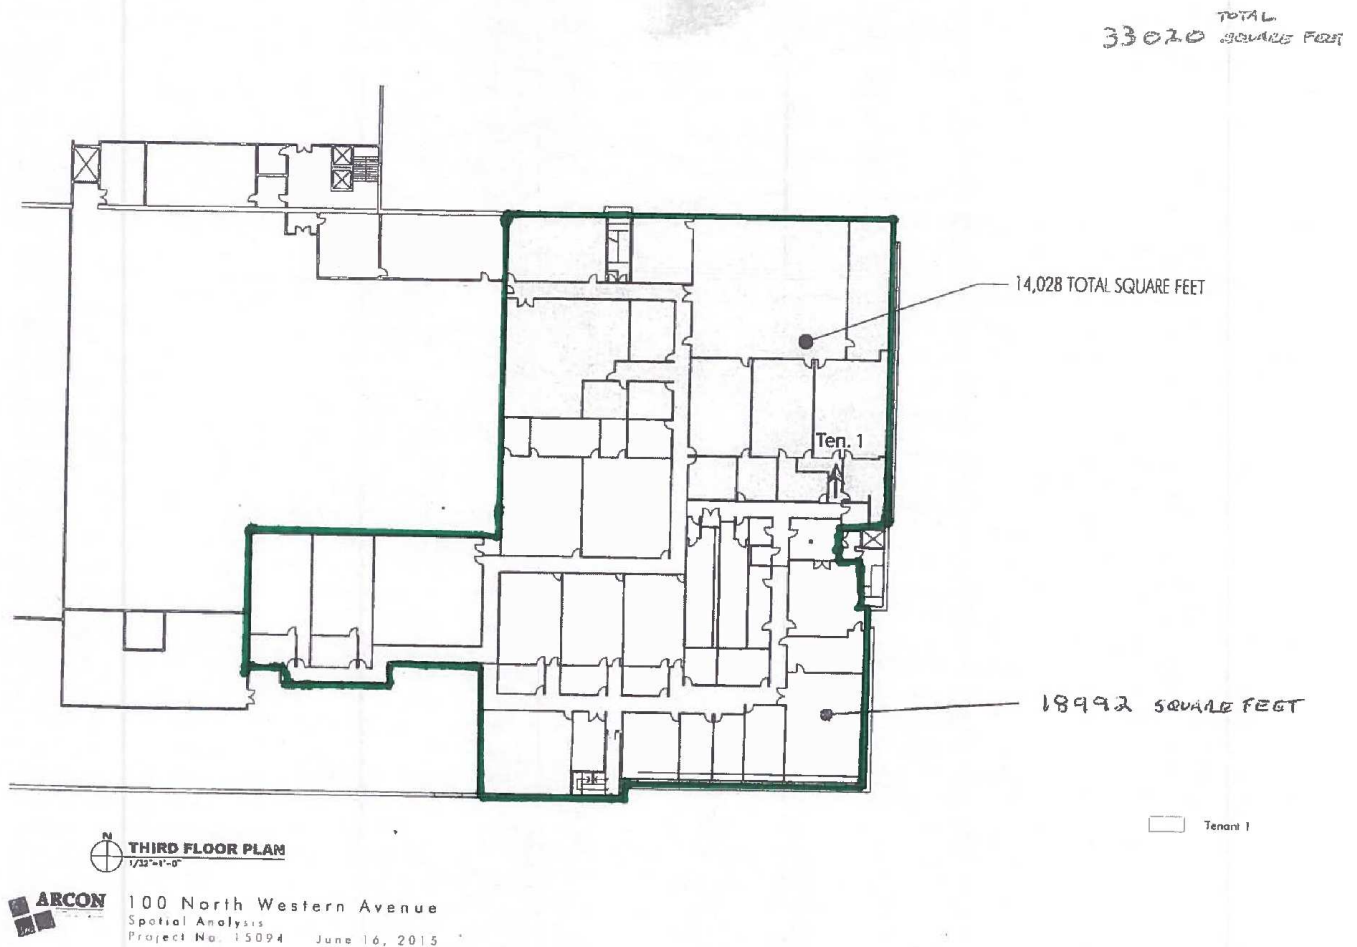 TOTAL
33020 SQUARE FEET
14,028 TOTAL SQUARE FEET
Ten. 1
18992 SQUARE FEET
Tenant 1
N
THIRD FLOOR PLAN
1/32"=1'-0"
ARCON
100 North Western Avenue
Spatial Analysis
Project No. 15094 June 16, 2015